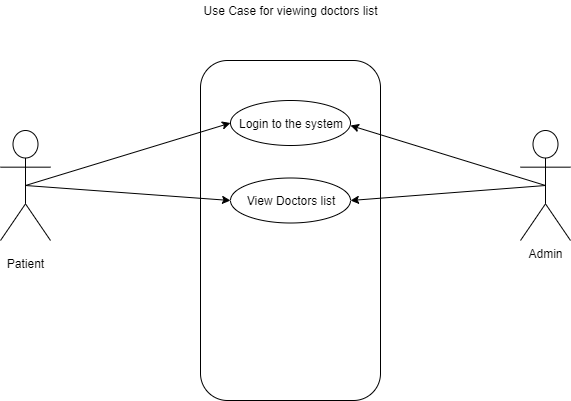 Use Case for viewing doctors list
Login to the system
View Doctors list
Patient
Admin